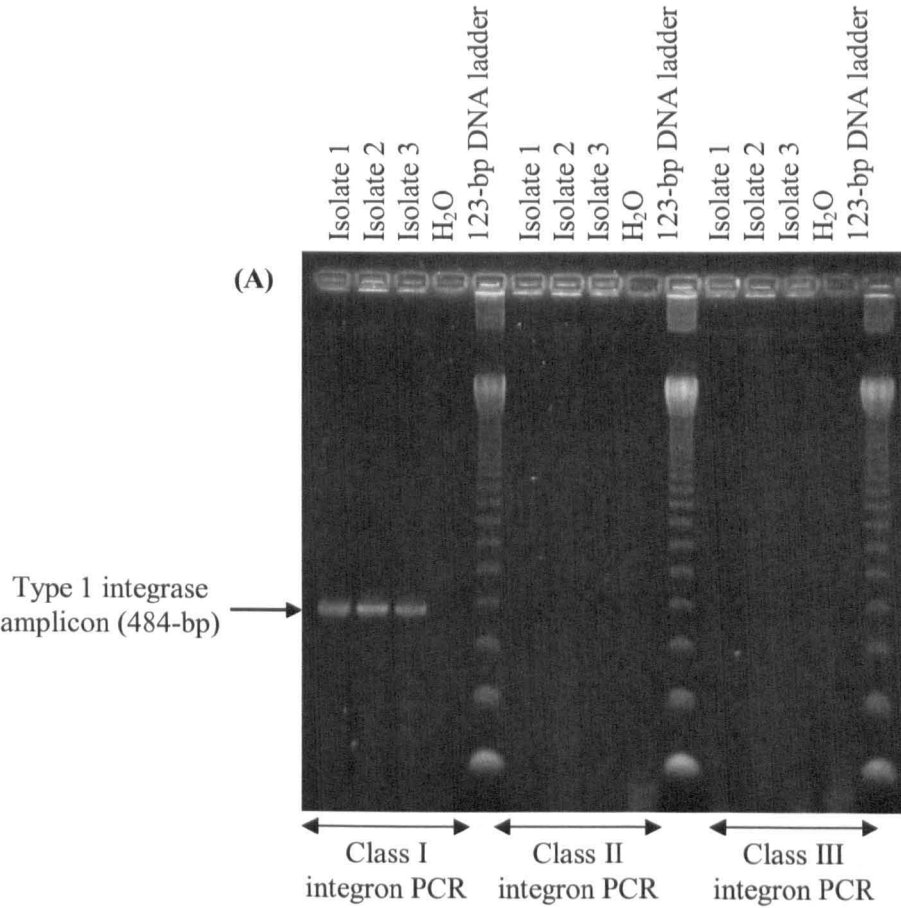 Isolate 1
Isolate 2
Isolate 3
H₂O
123-bp DNA ladder
Isolate 1
Isolate 2
Isolate 3
H₂O
123-bp DNA ladder
Isolate 1
Isolate 2
Isolate 3
H₂O
123-bp DNA ladder
(A)
Type 1 integrase
amplicon (484-bp)
Class I
integron PCR
Class II
integron PCR
Class III
integron PCR